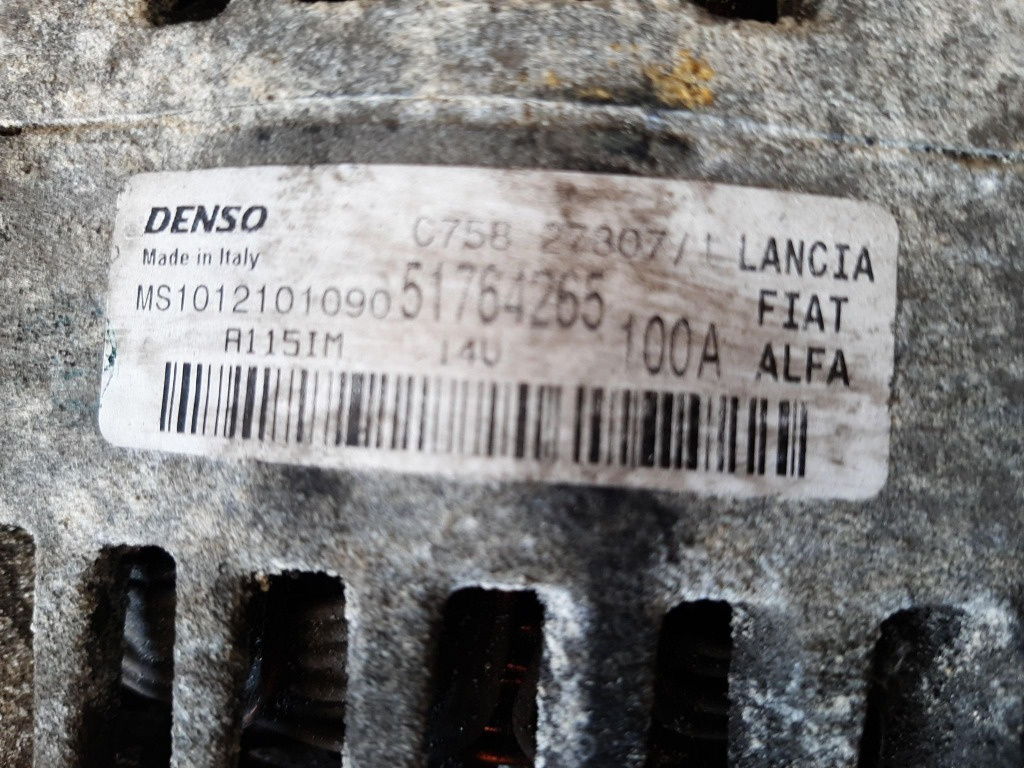 DENSO
Made in Italy
C758 27307/L
MS1012101090
51764265
A115IM
14V
100A
LANCIA
FIAT
ALFA